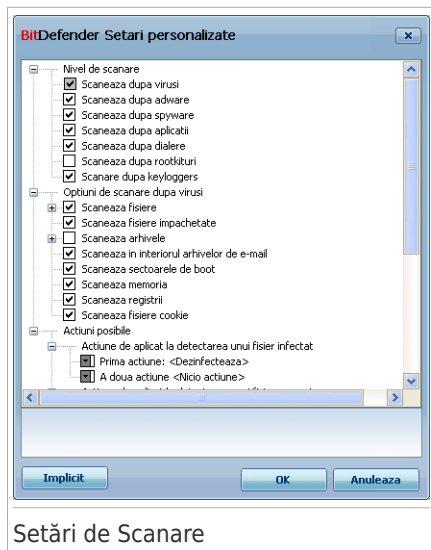 BitDefender Setari personalizate
Nivel de scanare
Scaneaza dupa virusi
Scaneaza dupa adware
Scaneaza dupa spyware
Scaneaza dupa aplicatii
Scaneaza dupa dialere
Scaneaza dupa rootkituri
Scanare dupa keyloggers
Optiuni de scanare dupa virusi
Scaneaza fisiere
Scaneaza fisiere impachetate
Scaneaza arhivele
Scaneaza in interiorul arhivelor de e-mail
Scaneaza sectoarele de boot
Scaneaza memoria
Scaneaza registrii
Scaneaza fisiere cookie
Actiuni posibile
Actiune de aplicat la detectarea unui fisier infectat
Prima actiune: <Dezinfecteaza>
A doua actiune <Nicio actiune>
Implicit
OK
Anuleaza
Setări de Scanare